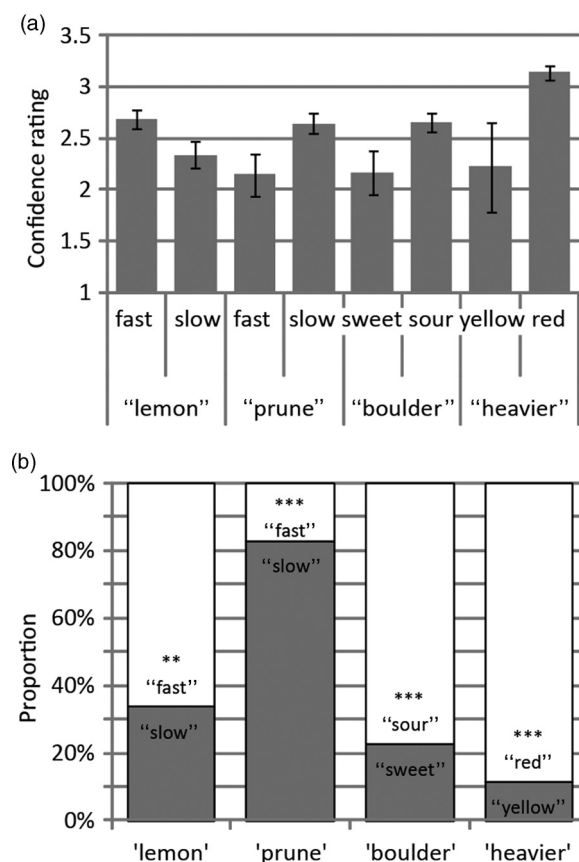 (a)
3.5
3
2.5
2
1.5
1
Confidence rating
fast slow fast slow sweet sour yellow red
“lemon” “prune” “boulder” “heavier”
(b)
100%
80%
60%
40%
20%
0%
Proportion
** “fast”
“slow”
*** “fast”
“slow”
*** “sour”
“sweet”
*** “red”
“yellow”
'lemon' 'prune' 'boulder' 'heavier'